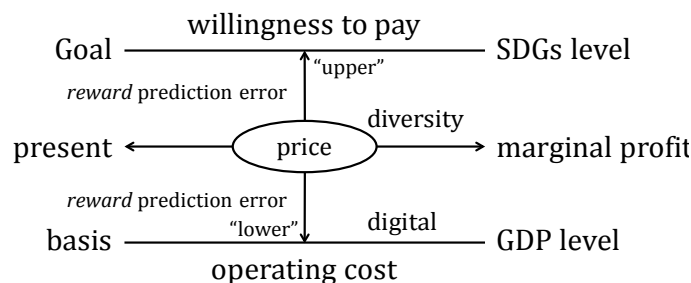 willingness to pay
Goal
SDGs level
“upper”
reward prediction error
diversity
present
price
marginal profit
reward prediction error
“lower”
digital
basis
GDP level
operating cost